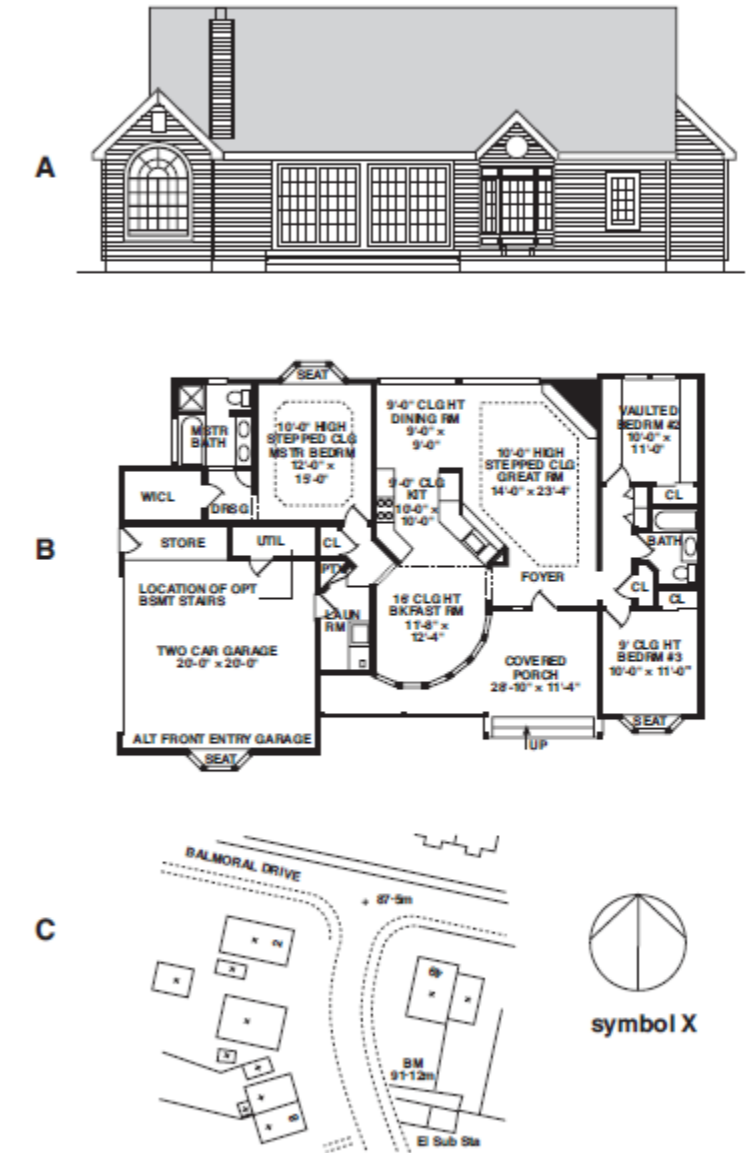 A
B
SEAT
MSTR
BATH
10'-0" HIGH
STEPPED CLG
MSTR BEDRM
12'-0" x
15'-0"
9'-0" CLG HT
DINING RM
9'-0" x
9'-0"
10'-0" HIGH
STEPPED CLG
GREAT RM
14'-0" x 23'-4"
VAULTED
BEDRM #2
10'-0" x
11'-0"
9'-0" CLG
KIT
10'-0" x
10'-0"
WICL
DRSG
CL
STORE
UTIL
CL
BATH
LOCATION OF OPT
BSMT STAIRS
FOYER
CL
CL
LAUN
RM
16' CLG HT
BKFAST RM
11'-8" x
12'-4"
TWO CAR GARAGE
20'-0" x 20'-0"
COVERED
PORCH
28'-10" x 11'-4"
9' CLG HT
BEDRM #3
10'-0" x 11'-0"
ALT FRONT ENTRY GARAGE
SEAT
UP
SEAT
C
BALMORAL DRIVE
87·5m
2
BM
91·12m
El Sub Sta
symbol X